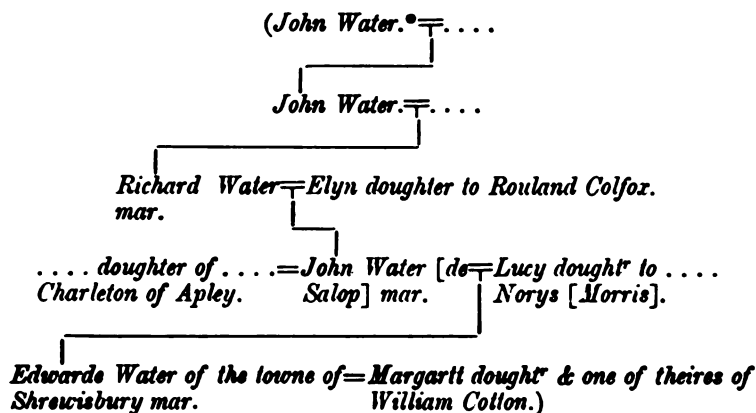 (John Water.*=. . . .
John Water.=. . . .
Richard Water=Elyn doughter to Rouland Colfox.
mar.
. . . . doughter of . . . .=John Water [de=Lucy doughtr to . . . .
Charleton of Apley. Salop] mar. Norys [Morris].
Edwarde Water of the towne of=Margartt doughtr & one of theires of
Shrewisbury mar. William Cotton.)